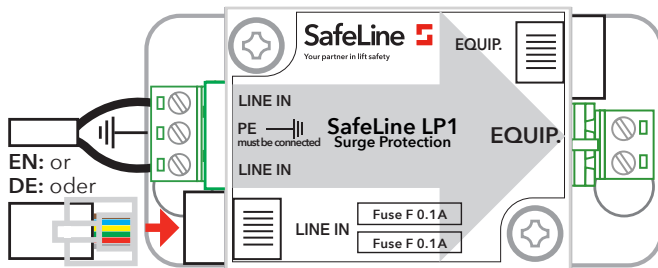 SafeLine
Your partner in lift safety
EQUIP.
LINE IN
PE
must be connected
LINE IN
SafeLine LP1
Surge Protection
EQUIP.
EN: or
DE: oder
LINE IN
Fuse F 0.1A
Fuse F 0.1A